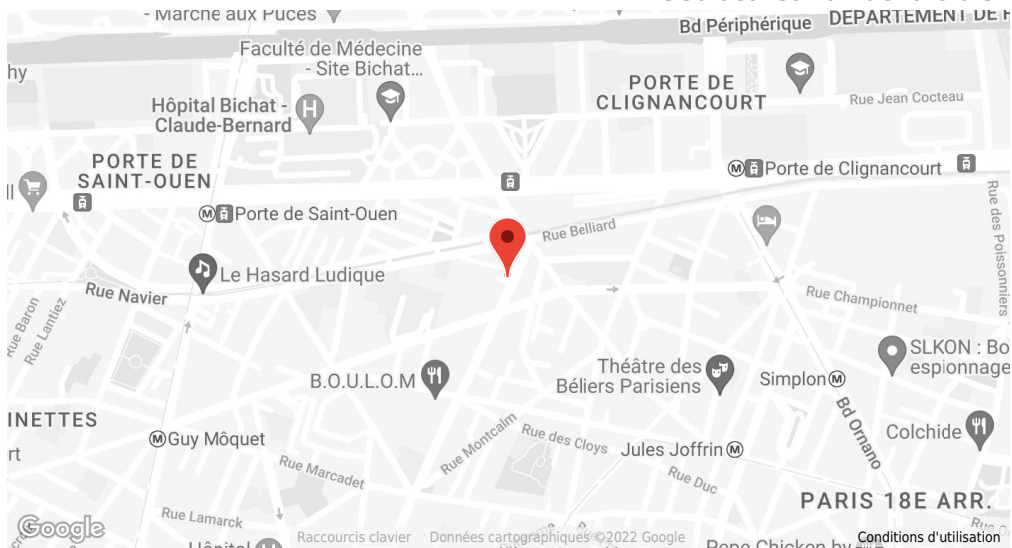 - Marché aux Puces
Bd Périphérique
Faculté de Médecine
- Site Bichat...
hy
PORTE DE
CLIGNANCOURT
Rue Jean Cocteau
Hôpital Bichat -
Claude-Bernard
H
PORTE DE
SAINT-OUEN
M Porte de Clignancourt
M Porte de Saint-Ouen
Rue des Poissonniers
Rue Belliard
Le Hasard Ludique
Rue Navier
Rue Baron
Rue Lantiez
Rue Championnet
SLKON : Bo
espionnage
Théâtre des
Béliers Parisiens
B.O.U.L.O.M
Simplon M
INETTES
M Guy Môquet
Rue Montcalm
Rue des Cloys
Jules Joffrin M
Bd Ornano
Colchide
rt
Rue Marcadet
Rue Duc
PARIS 18E ARR.
Rue Lamarck
Google
Raccourcis clavier
Données cartographiques ©2022 Google
Conditions d'utilisation